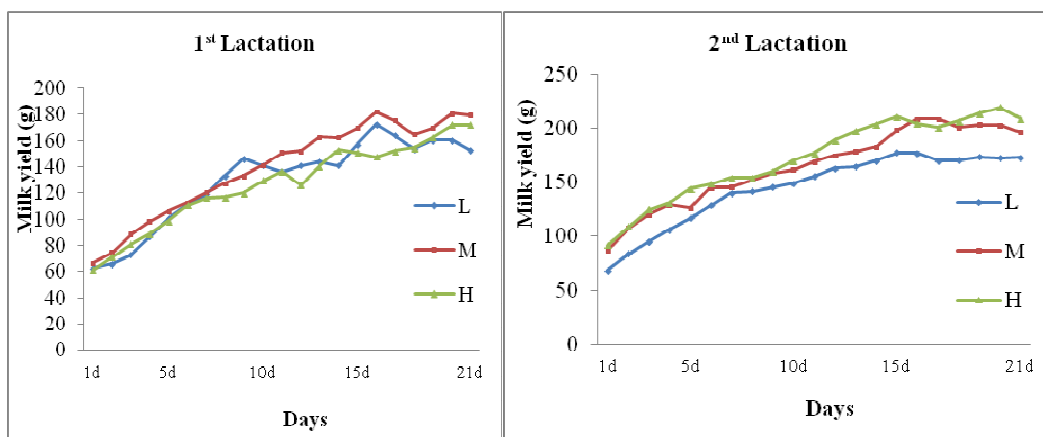 1st Lactation
Milk yield (g)
200
180
160
140
120
100
80
60
40
20
0
1d 5d 10d 15d 21d
Days
L
M
H
2nd Lactation
Milk yield (g)
250
200
150
100
50
0
1d 5d 10d 15d 21d
Days
L
M
H